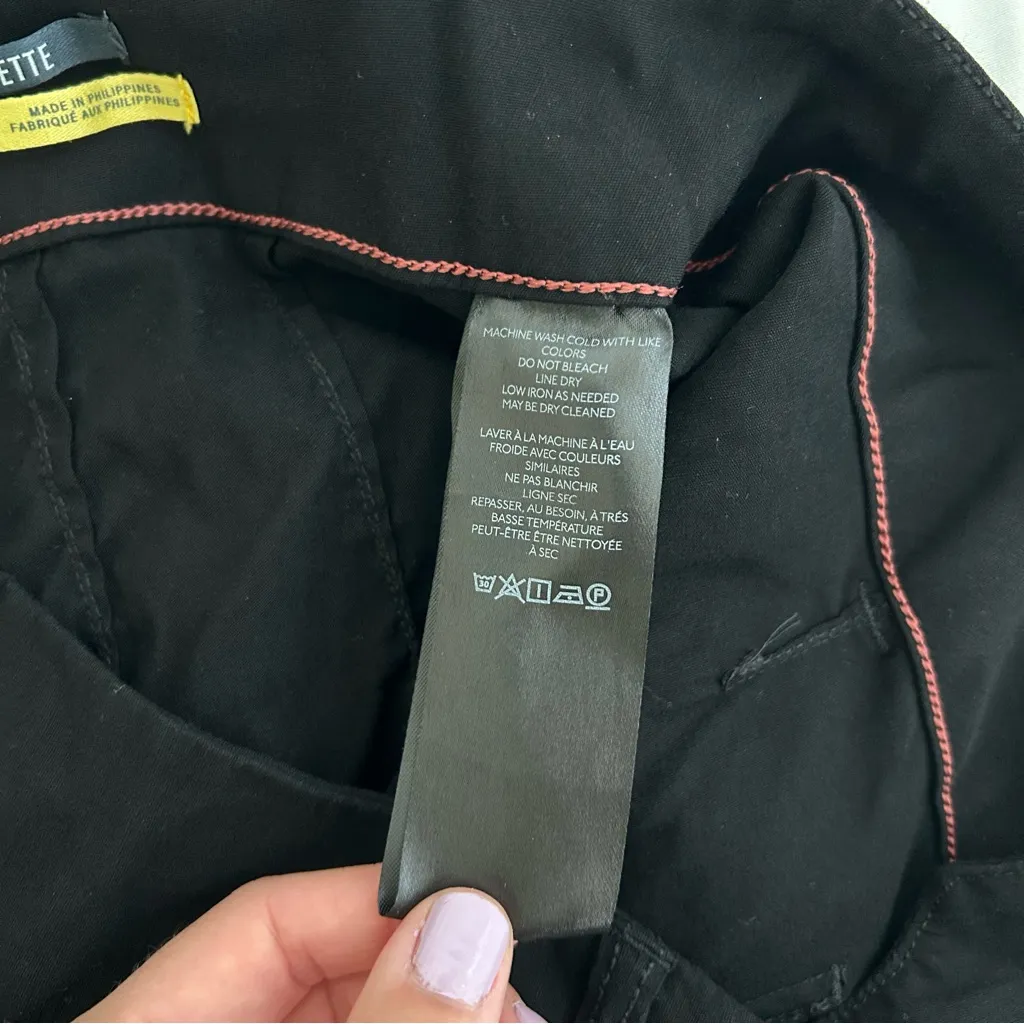 ETTE
MADE IN PHILIPPINES
FABRIQUÉ AUX PHILIPPINES
MACHINE WASH COLD WITH LIKE
COLORS
DO NOT BLEACH
LINE DRY
LOW IRON AS NEEDED
MAY BE DRY CLEANED
LAVER À LA MACHINE À L'EAU
FROIDE AVEC COULEURS
SIMILAIRES
NE PAS BLANCHIR
LIGNE SEC
REPASSER, AU BESOIN, À TRÉS
BASSE TEMPÉRATURE
PEUT-ÊTRE ÊTRE NETTOYÉE
À SEC
30 P